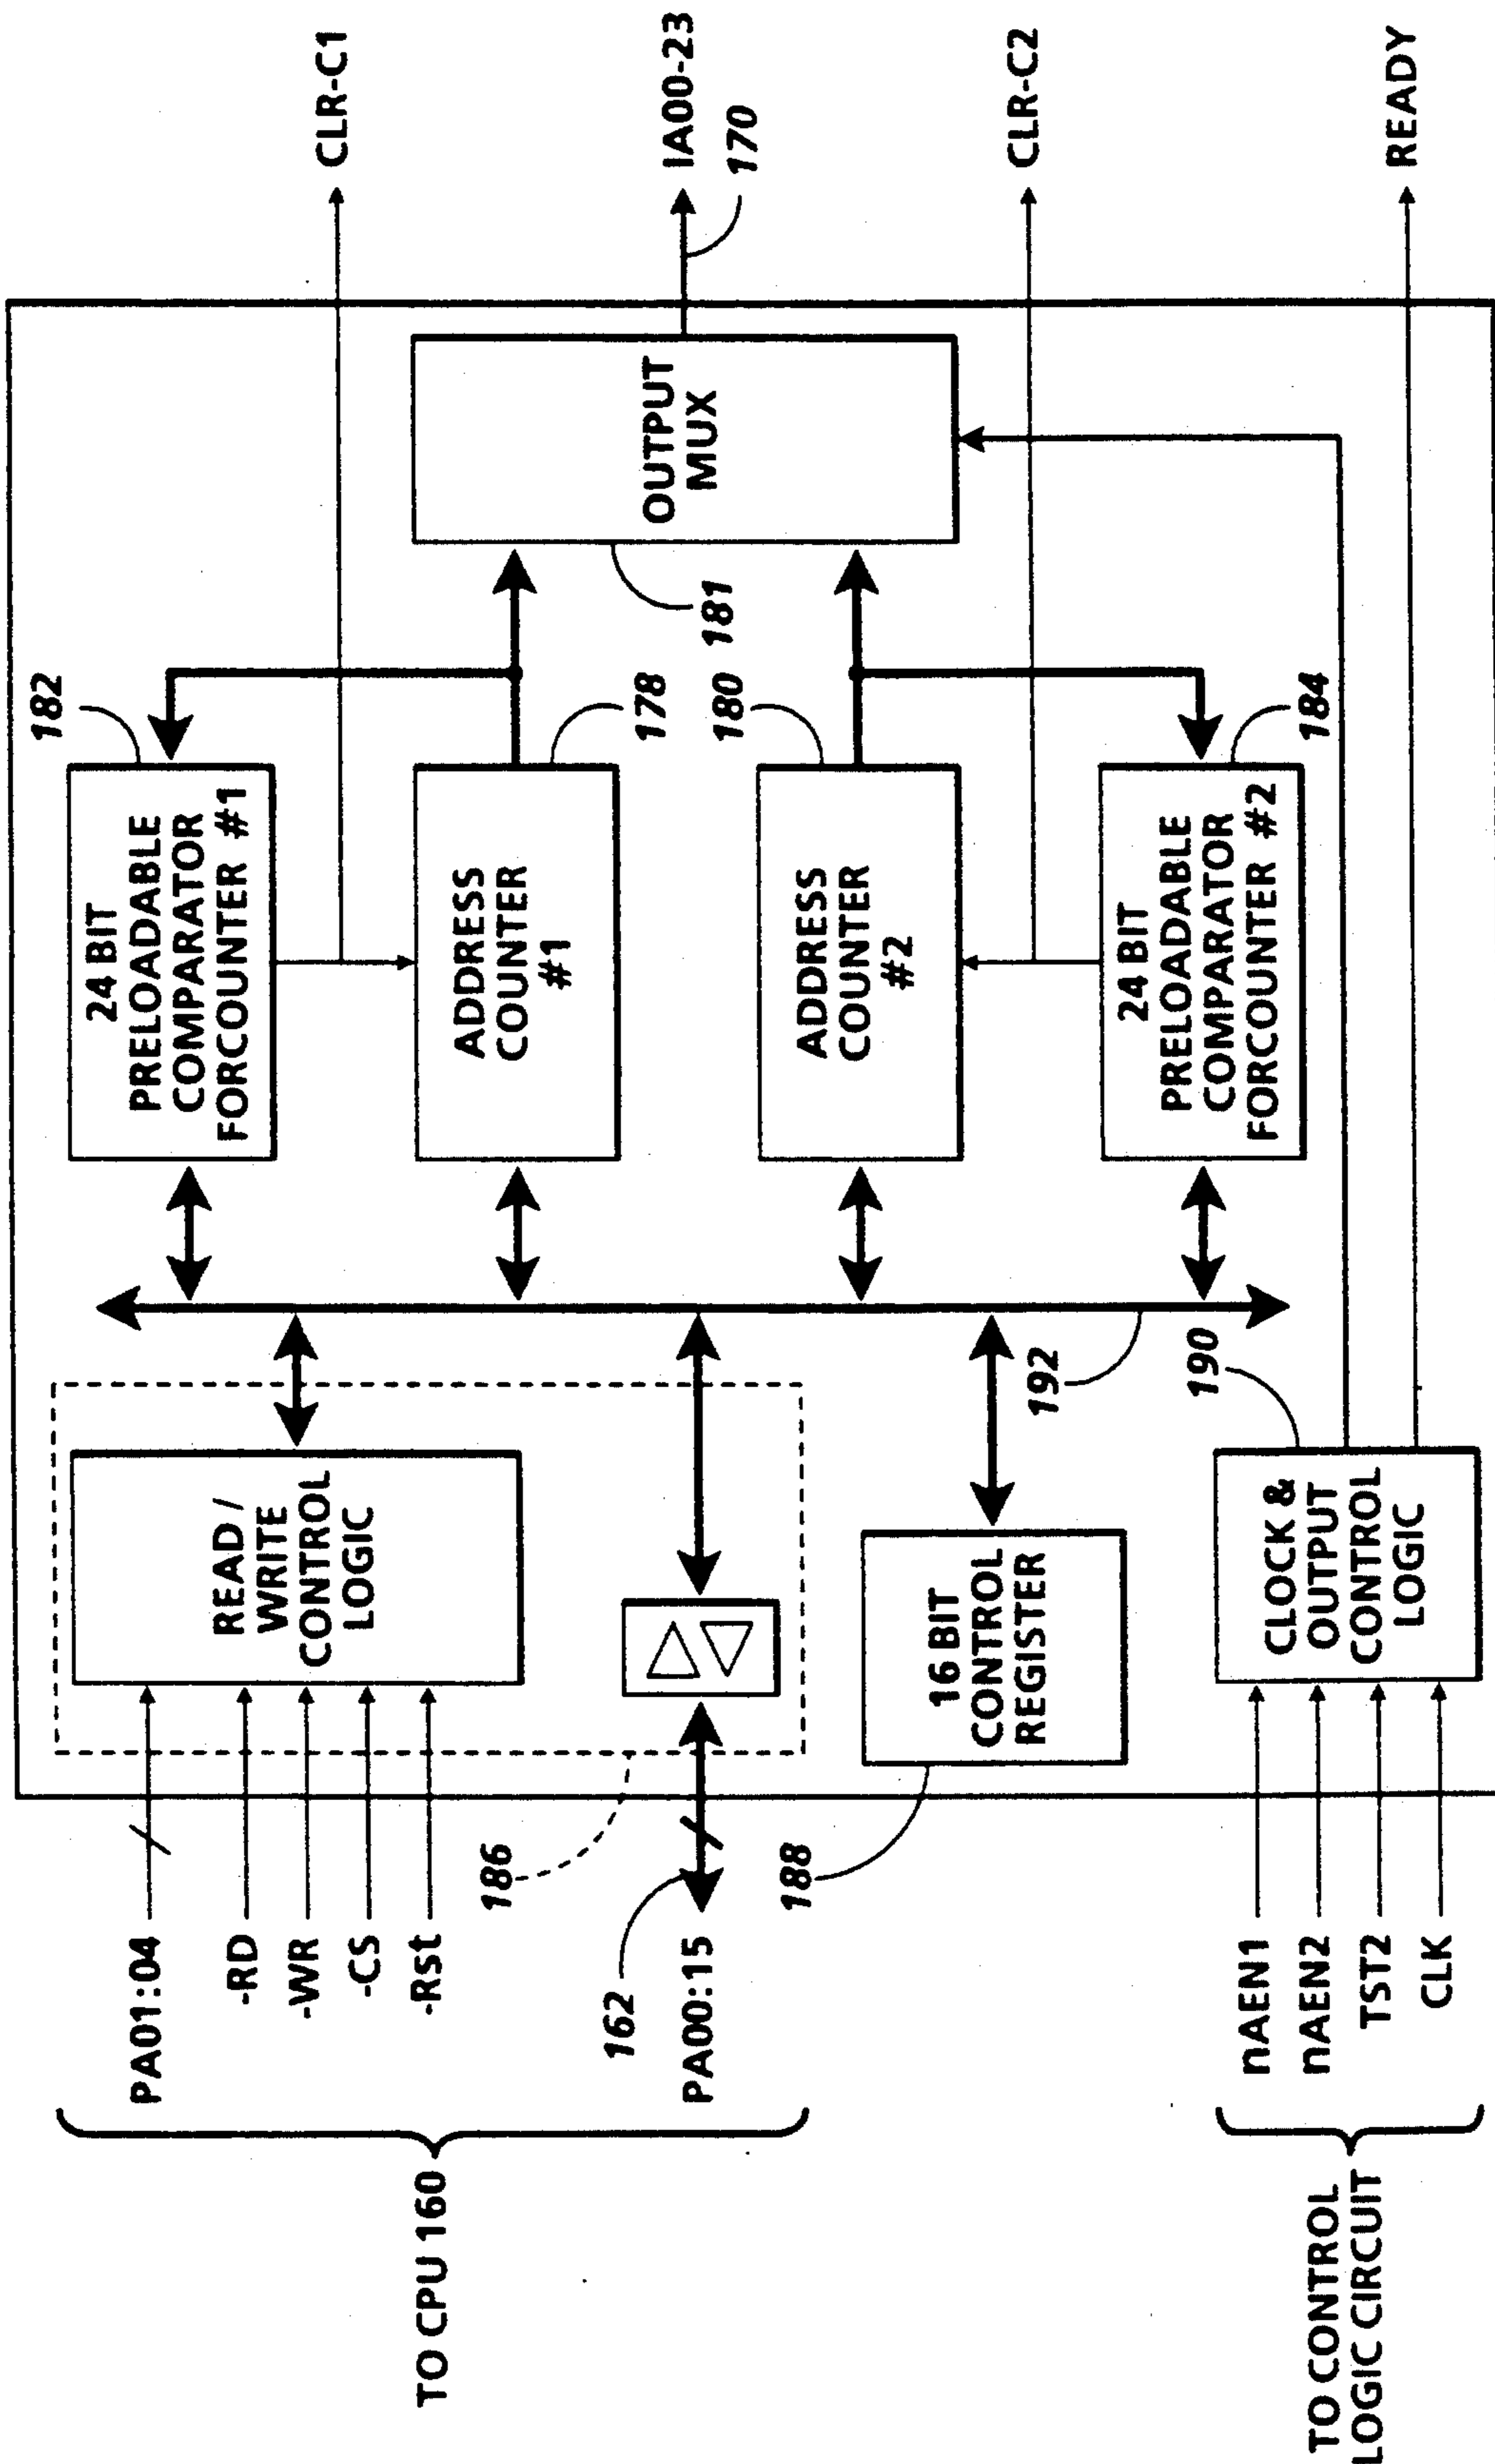 TO CPU 160
PA01:04
-RD
-WR
-CS
-Rst
162
PA00:15
186
188
TO CONTROL
LOGIC CIRCUIT
nAEN1
nAEN2
TST2
CLK
READ /
WRITE
CONTROL
LOGIC
16 BIT
CONTROL
REGISTER
CLOCK &
OUTPUT
CONTROL
LOGIC
190
192
24 BIT
PRELOADABLE
COMPARATOR
FORCOUNTER #1
182
ADDRESS
COUNTER
#1
178
ADDRESS
COUNTER
#2
180
24 BIT
PRELOADABLE
COMPARATOR
FORCOUNTER #2
184
OUTPUT
MUX
181
CLR-C1
IA00-23
170
CLR-C2
READY